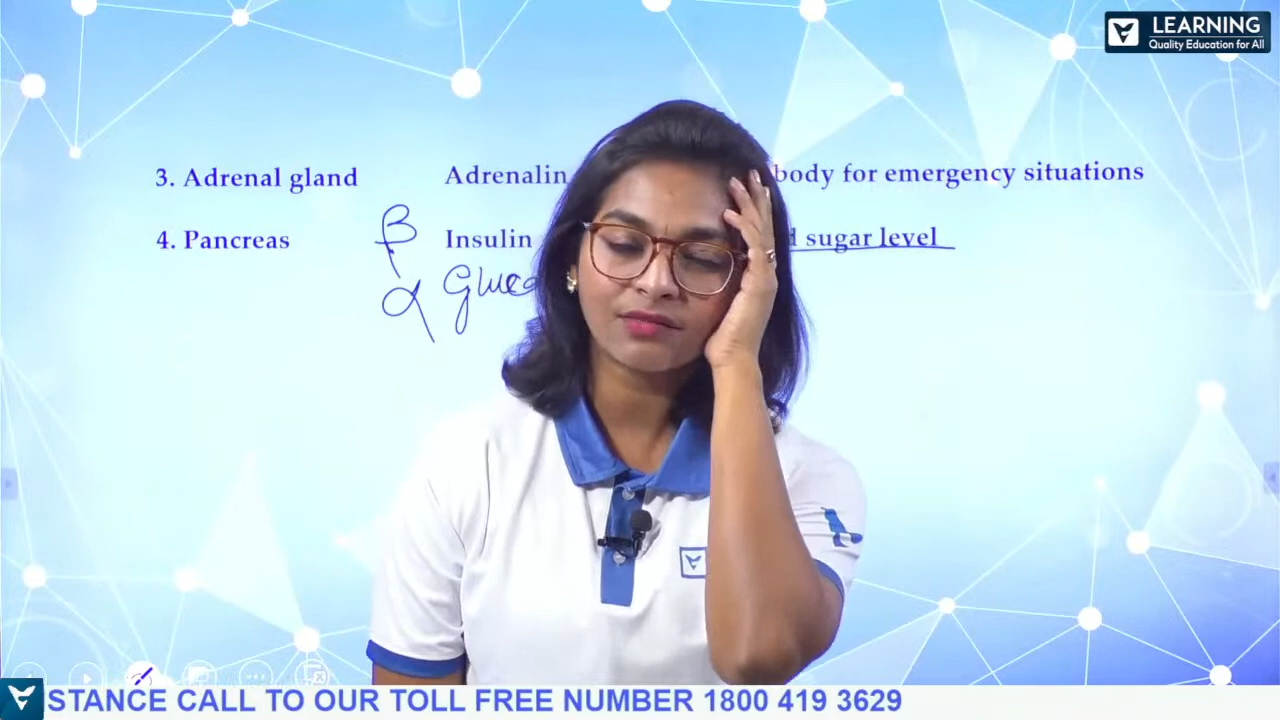 LEARNING
Quality Education for All
3. Adrenal gland Adrenalin body for emergency situations
β
4. Pancreas Insulin sugar level
α
STANCE CALL TO OUR TOLL FREE NUMBER 1800 419 3629